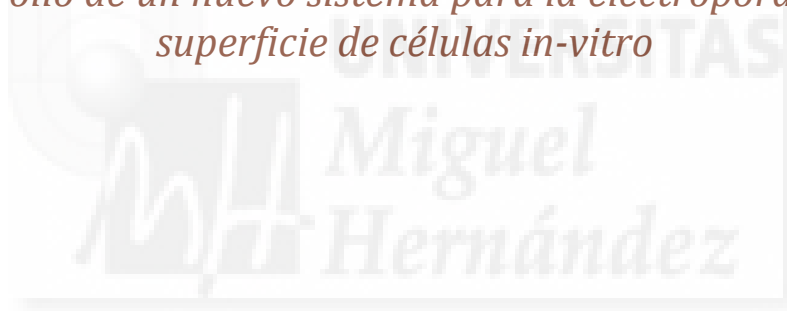 ollo de un nuevo sistema para la electropora
superficie de células in-vitro
UNIVERSITAS
Miguel
Hernández